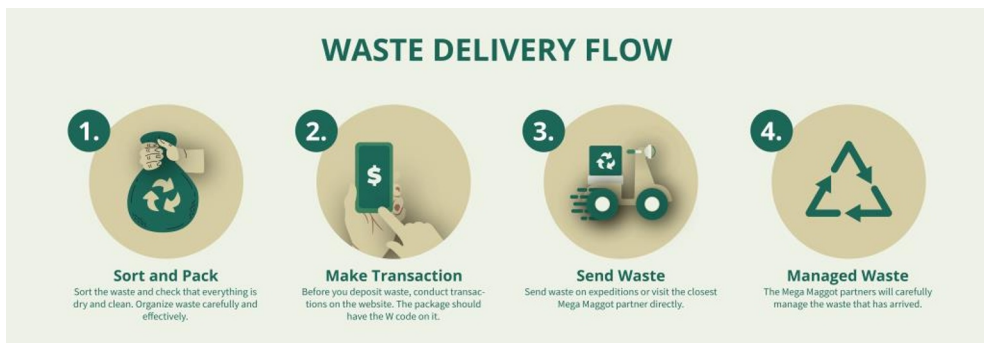 WASTE DELIVERY FLOW
1.
Sort and Pack
Sort the waste and check that everything is
dry and clean. Organize waste carefully and
effectively.
2.
$
Make Transaction
Before you deposit waste, conduct transac-
tions on the website. The package should
have the W code on it.
3.
Send Waste
Send waste on expeditions or visit the closest
Mega Maggot partner directly.
4.
Managed Waste
The Mega Maggot partners will carefully
manage the waste that has arrived.